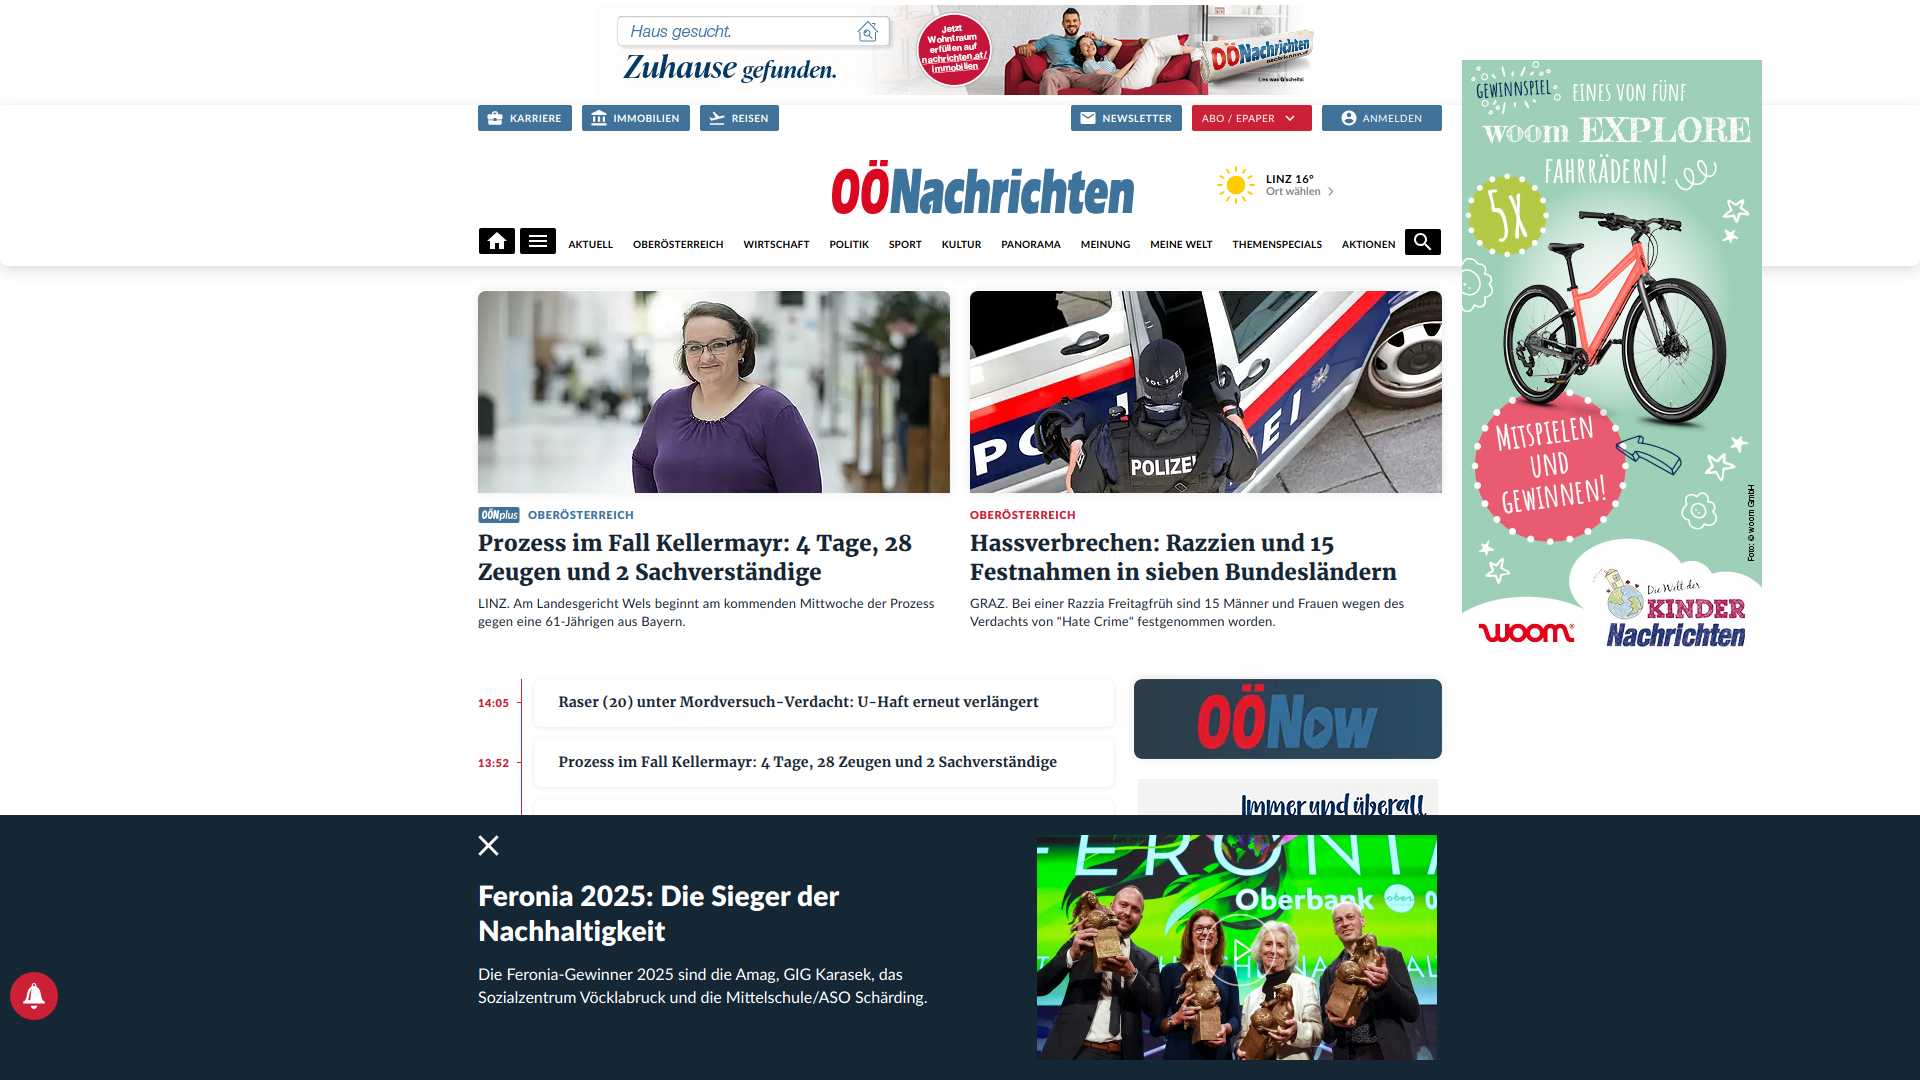 Haus gesucht.
Zuhause gefunden.
Jetzt
Wohntraum
erfüllen auf
nachrichten.at/
immobilien
OÖNachrichten
Lies was G'scheits!
KARRIERE
IMMOBILIEN
REISEN
NEWSLETTER
ABO / EPAPER
ANMELDEN
OÖNachrichten
LINZ 16°
Ort wählen
AKTUELL
OBERÖSTERREICH
WIRTSCHAFT
POLITIK
SPORT
KULTUR
PANORAMA
MEINUNG
MEINE WELT
THEMENSPECIALS
AKTIONEN
GEWINNSPIEL
EINES VON FÜNF
woom EXPLORE
FAHRRÄDERN!
5X
MITSPIELEN
UND
GEWINNEN!
Foto: © woom GmbH
woom
Die Welt der
KINDER
Nachrichten
POLIZEI
POLIZEI
OÖNplus OBERÖSTERREICH
Prozess im Fall Kellermayr: 4 Tage, 28
Zeugen und 2 Sachverständige
LINZ. Am Landesgericht Wels beginnt am kommenden Mittwoche der Prozess
gegen eine 61-Jährigen aus Bayern.
OBERÖSTERREICH
Hassverbrechen: Razzien und 15
Festnahmen in sieben Bundesländern
GRAZ. Bei einer Razzia Freitagfrüh sind 15 Männer und Frauen wegen des
Verdachts von "Hate Crime" festgenommen worden.
14:05 Raser (20) unter Mordversuch-Verdacht: U-Haft erneut verlängert
13:52 Prozess im Fall Kellermayr: 4 Tage, 28 Zeugen und 2 Sachverständige
OÖNow
Immer und überall
Feronia 2025: Die Sieger der
Nachhaltigkeit
Die Feronia-Gewinner 2025 sind die Amag, GIG Karasek, das
Sozialzentrum Vöcklabruck und die Mittelschule/ASO Schärding.
FERONIA
Oberbank